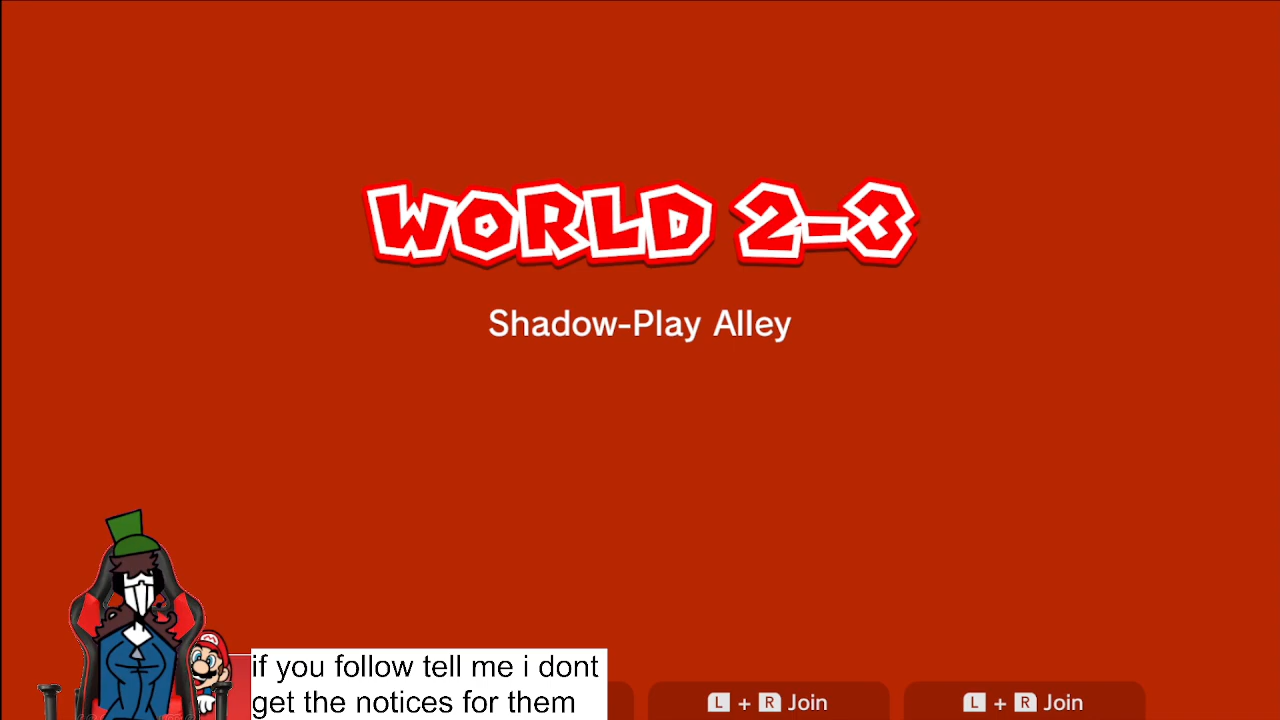 WORLD 2-3
Shadow-Play Alley
if you follow tell me i dont
get the notices for them
L + R Join
L + R Join